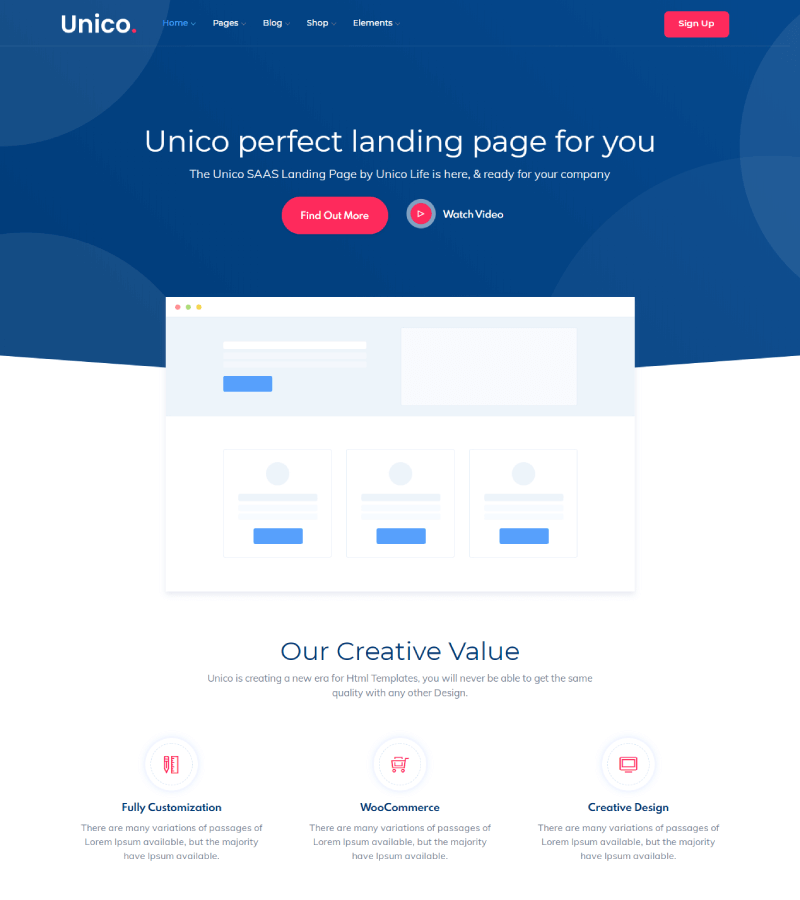 Unico.
Home Pages Blog Shop Elements
Sign Up
Unico perfect landing page for you
The Unico SAAS Landing Page by Unico Life is here, & ready for your company
Find Out More
Watch Video
Our Creative Value
Unico is creating a new era for Html Templates, you will never be able to get the same
quality with any other Design.
Fully Customization
There are many variations of passages of
Lorem Ipsum available, but the majority
have Ipsum available.
WooCommerce
There are many variations of passages of
Lorem Ipsum available, but the majority
have Ipsum available.
Creative Design
There are many variations of passages of
Lorem Ipsum available, but the majority
have Ipsum available.